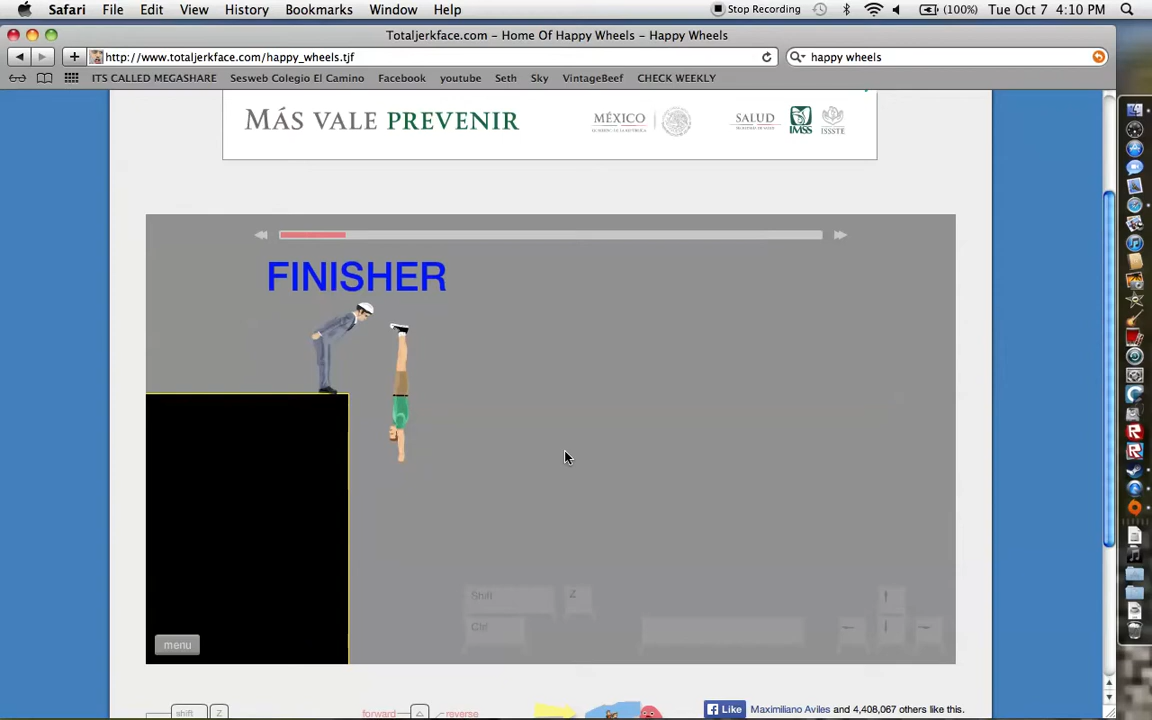 Safari File Edit View History Bookmarks Window Help Stop Recording (100%) Tue Oct 7 4:10 PM
Totaljerkface.com – Home Of Happy Wheels – Happy Wheels
http://www.totaljerkface.com/happy_wheels.tjf happy wheels
ITS CALLED MEGASHARE Sesweb Colegio El Camino Facebook youtube Seth Sky VintageBeef CHECK WEEKLY
MÁS VALE PREVENIR MÉXICO SALUD IMSS ISSSTE
FINISHER
Shift Z
Ctrl
menu
shift Z forward reverse Like Maximiliano Aviles and 4,408,067 others like this.